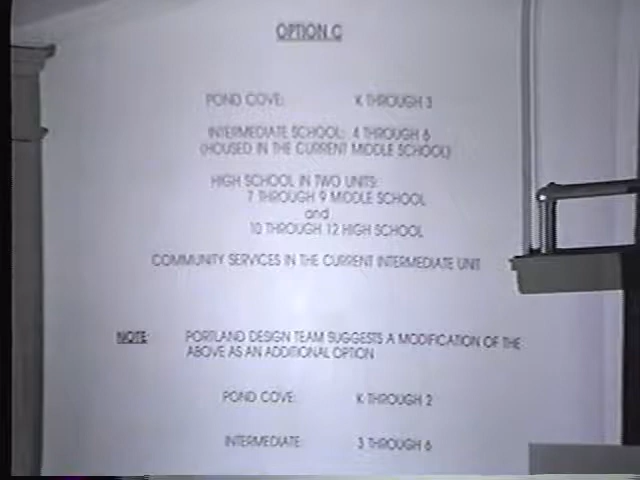 OPTION C
POND COVE: K THROUGH 3
INTERMEDIATE SCHOOL: 4 THROUGH 6
(HOUSED IN THE CURRENT MIDDLE SCHOOL)
HIGH SCHOOL IN TWO UNITS:
7 THROUGH 9 MIDDLE SCHOOL
and
10 THROUGH 12 HIGH SCHOOL
COMMUNITY SERVICES IN THE CURRENT INTERMEDIATE UNIT
NOTE: PORTLAND DESIGN TEAM SUGGESTS A MODIFICATION OF THE
ABOVE AS AN ADDITIONAL OPTION
POND COVE: K THROUGH 2
INTERMEDIATE: 3 THROUGH 6